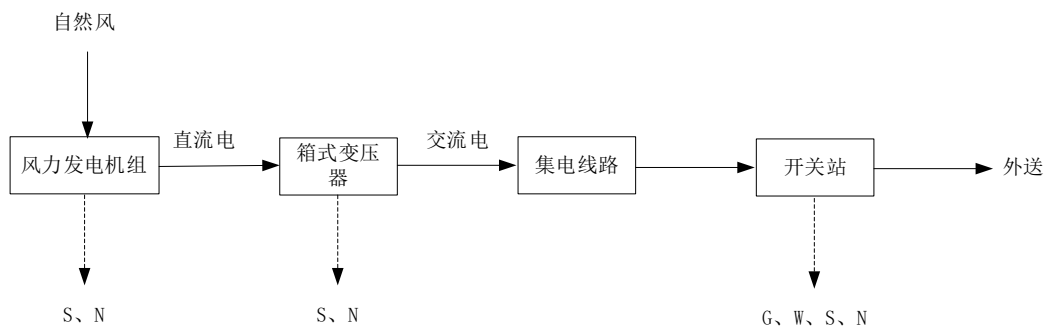 自然风
风力发电机组
直流电
箱式变压
器
交流电
集电线路
开关站
外送
S、N
S、N
G、W、S、N